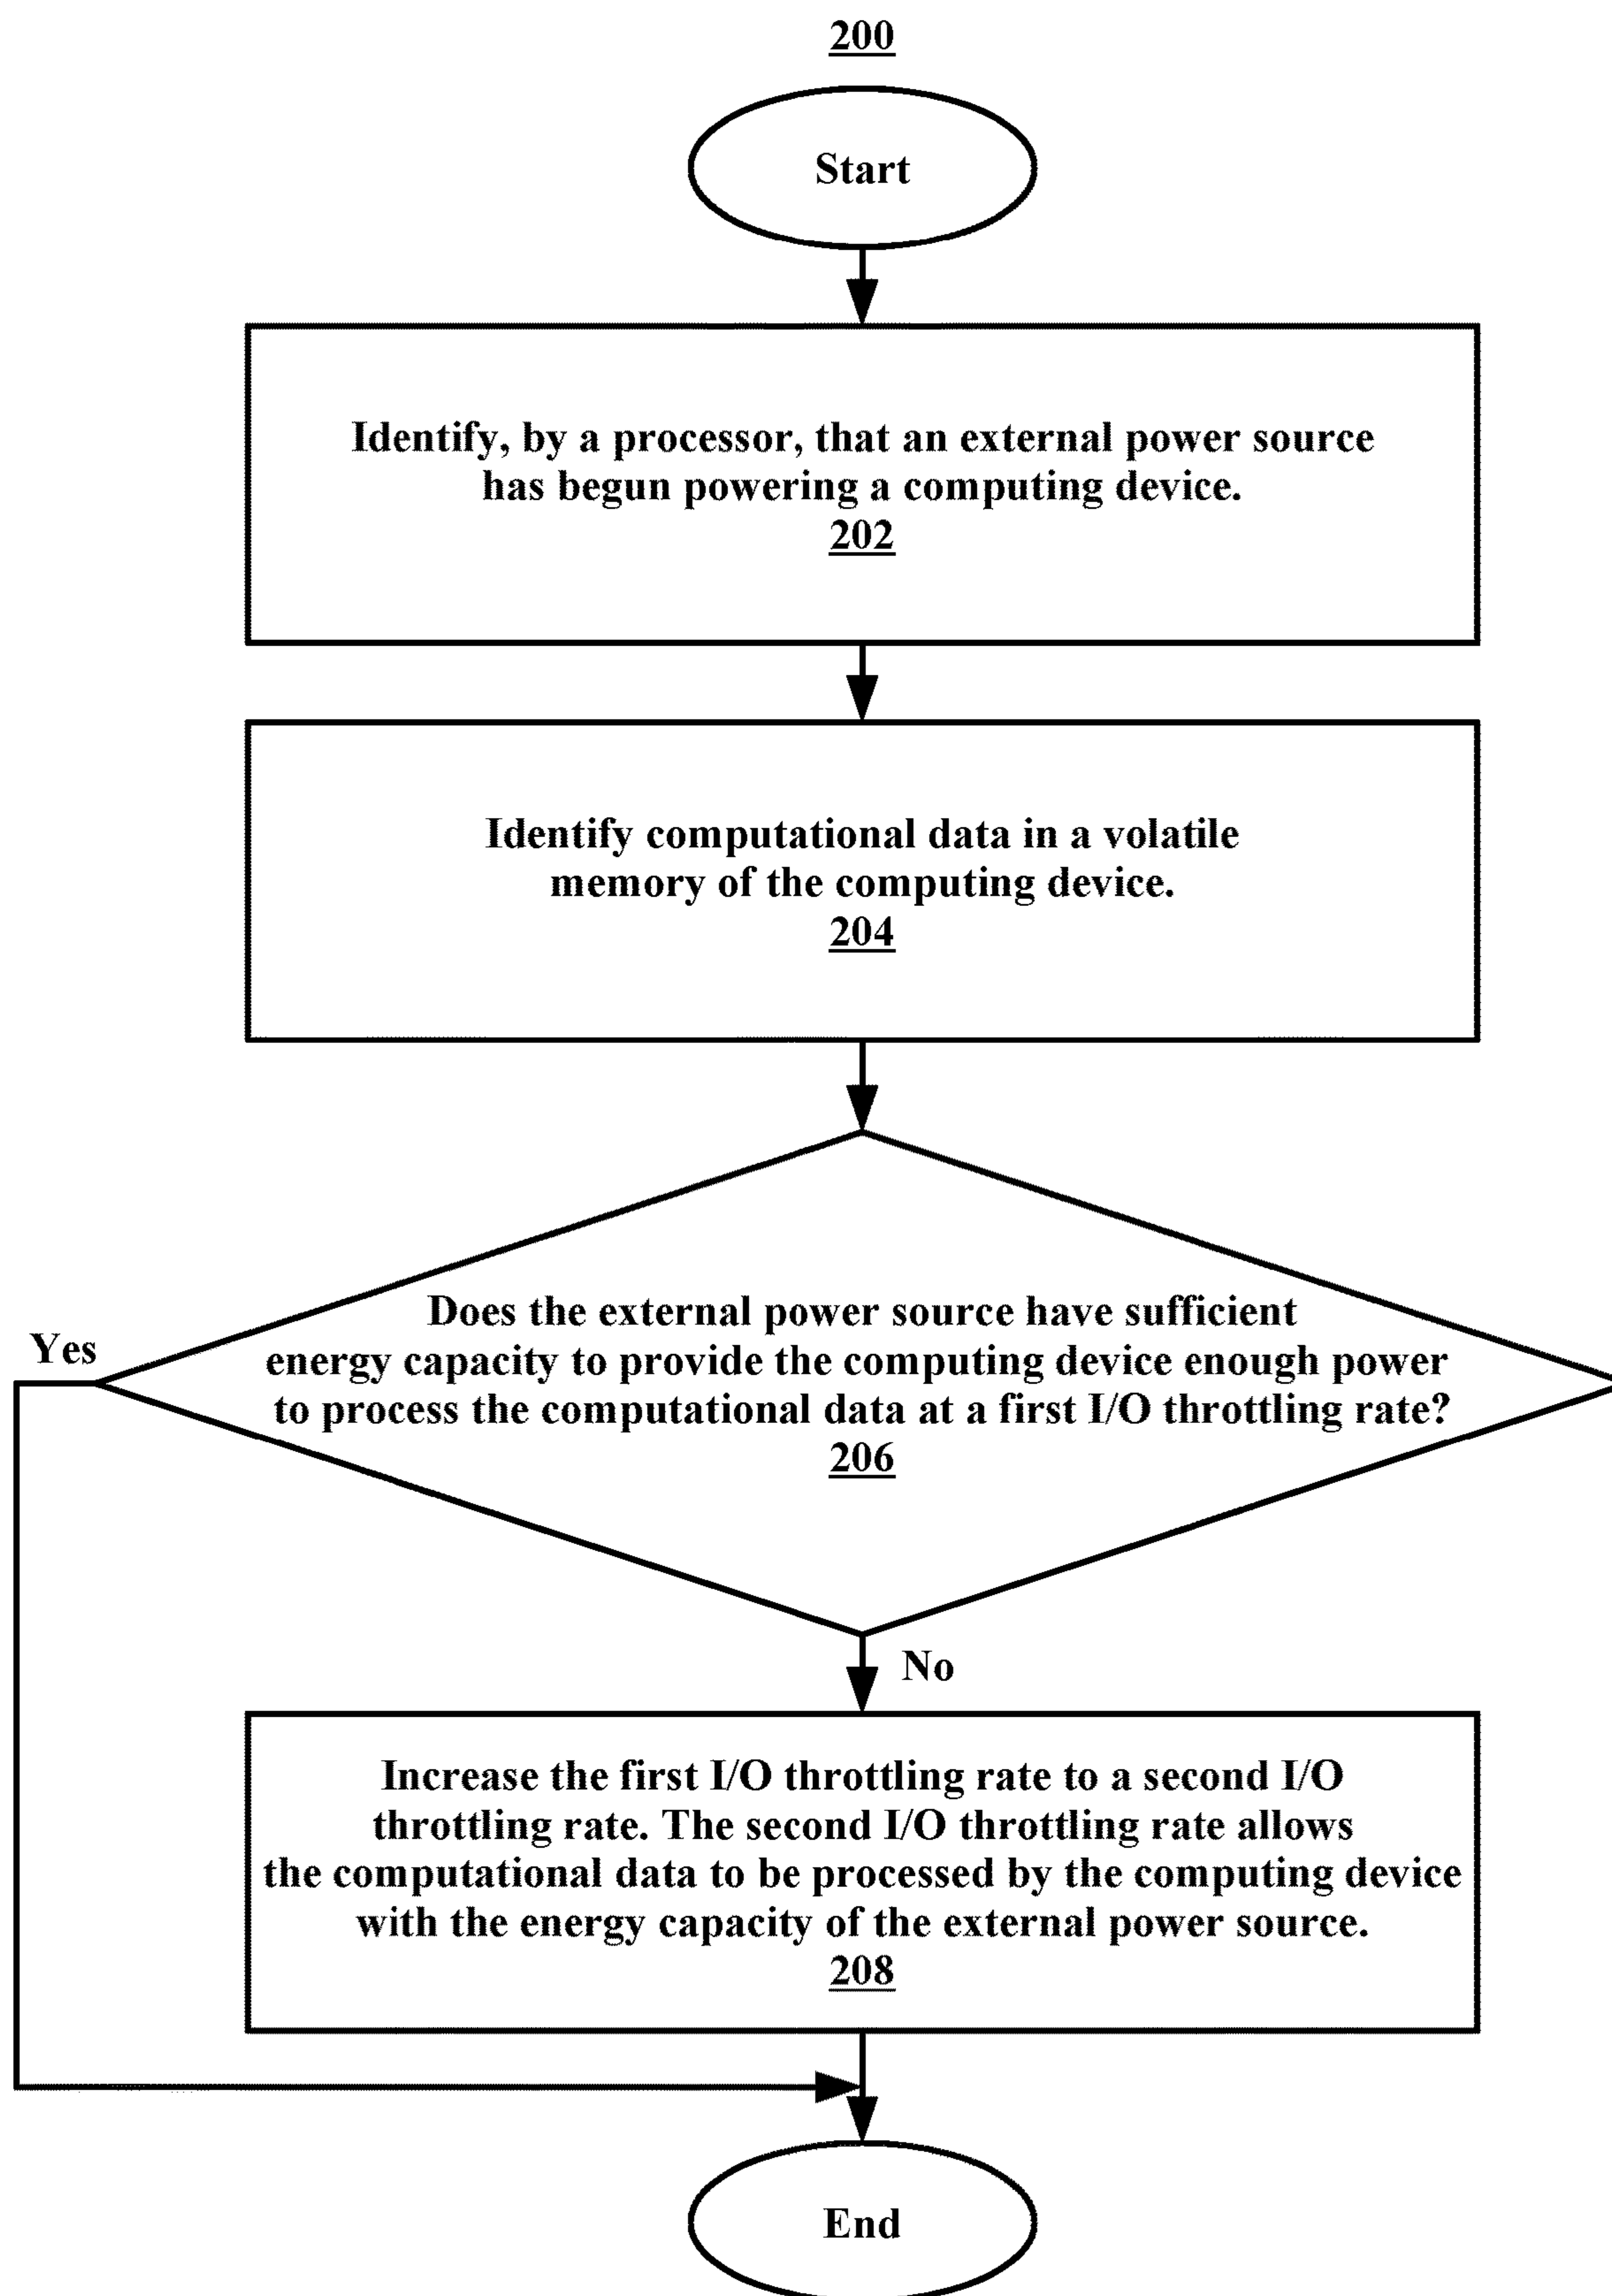 200
Start
Identify, by a processor, that an external power source
has begun powering a computing device.
202
Identify computational data in a volatile
memory of the computing device.
204
Does the external power source have sufficient
energy capacity to provide the computing device enough power
to process the computational data at a first I/O throttling rate?
206
Yes
No
Increase the first I/O throttling rate to a second I/O
throttling rate. The second I/O throttling rate allows
the computational data to be processed by the computing device
with the energy capacity of the external power source.
208
End